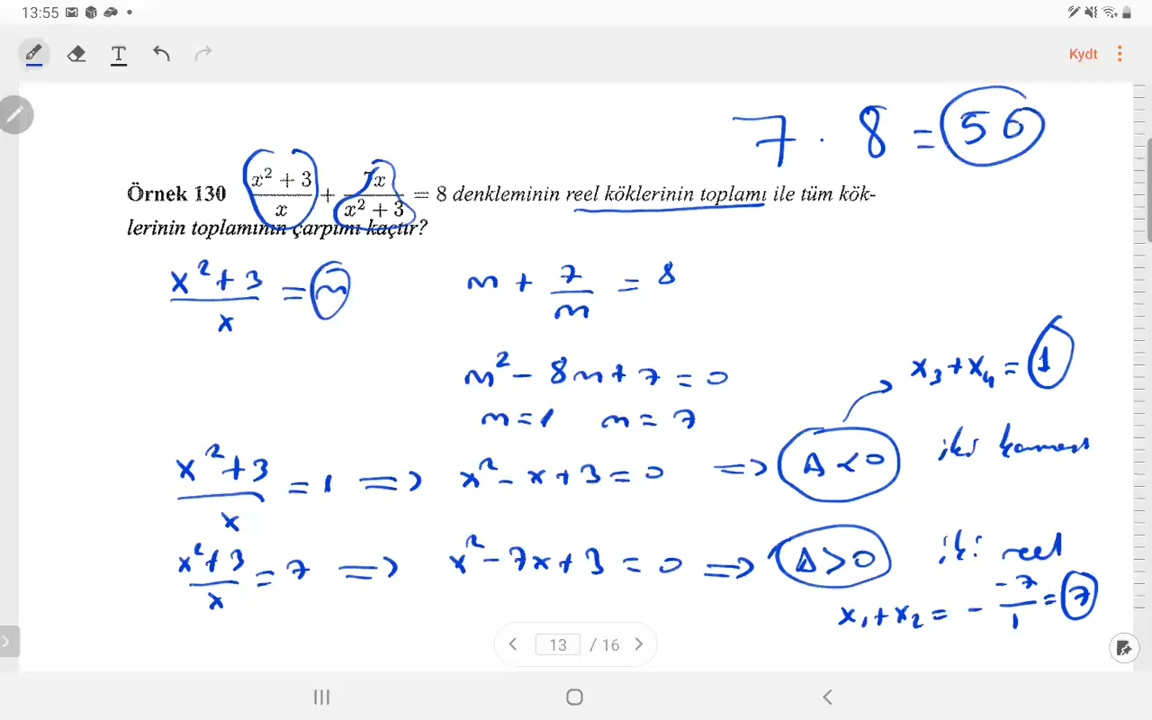 13:55
T
Kydt
7 · 8 = 56
Örnek 130 (x² + 3)/x + 7x/(x² + 3) = 8 denkleminin reel köklerinin toplamı ile tüm kök-
lerinin toplamının çarpımı kaçtır?
(x² + 3)/x = m m + 7/m = 8
m² - 8m + 7 = 0 x₃ + x₄ = 1
m = 1 m = 7
(x² + 3)/x = 1 ⇒ x² - x + 3 = 0 ⇒ Δ < 0 iki
(x² + 3)/x = 7 ⇒ x² - 7x + 3 = 0 ⇒ Δ > 0 iki reel
x₁ + x₂ = - -7/1 = 7
13 / 16